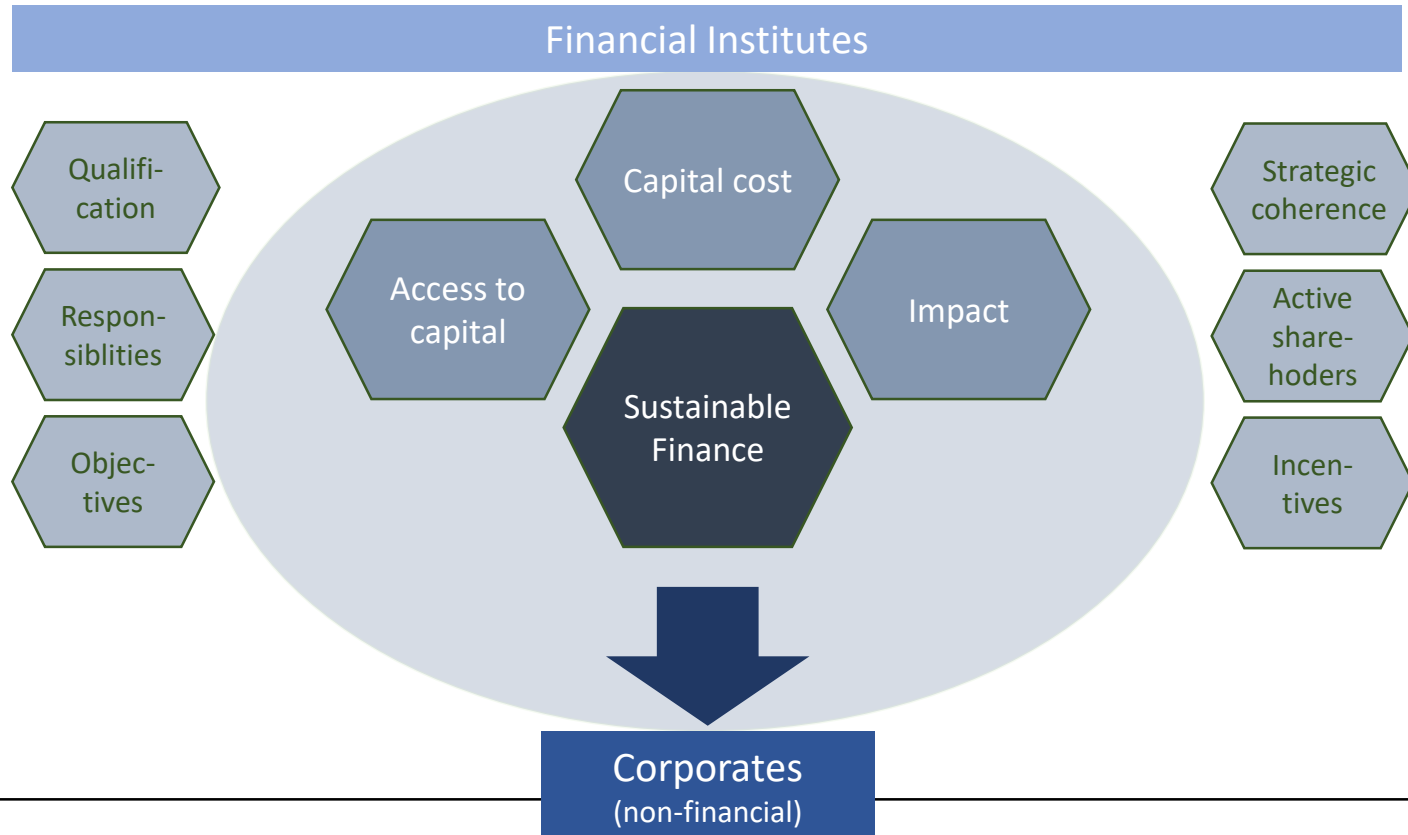 Financial Institutes
Qualifi-
cation
Respon-
siblities
Objec-
tives
Capital cost
Access to
capital
Impact
Sustainable
Finance
Strategic
coherence
Active
share-
hoders
Incen-
tives
Corporates
(non-financial)